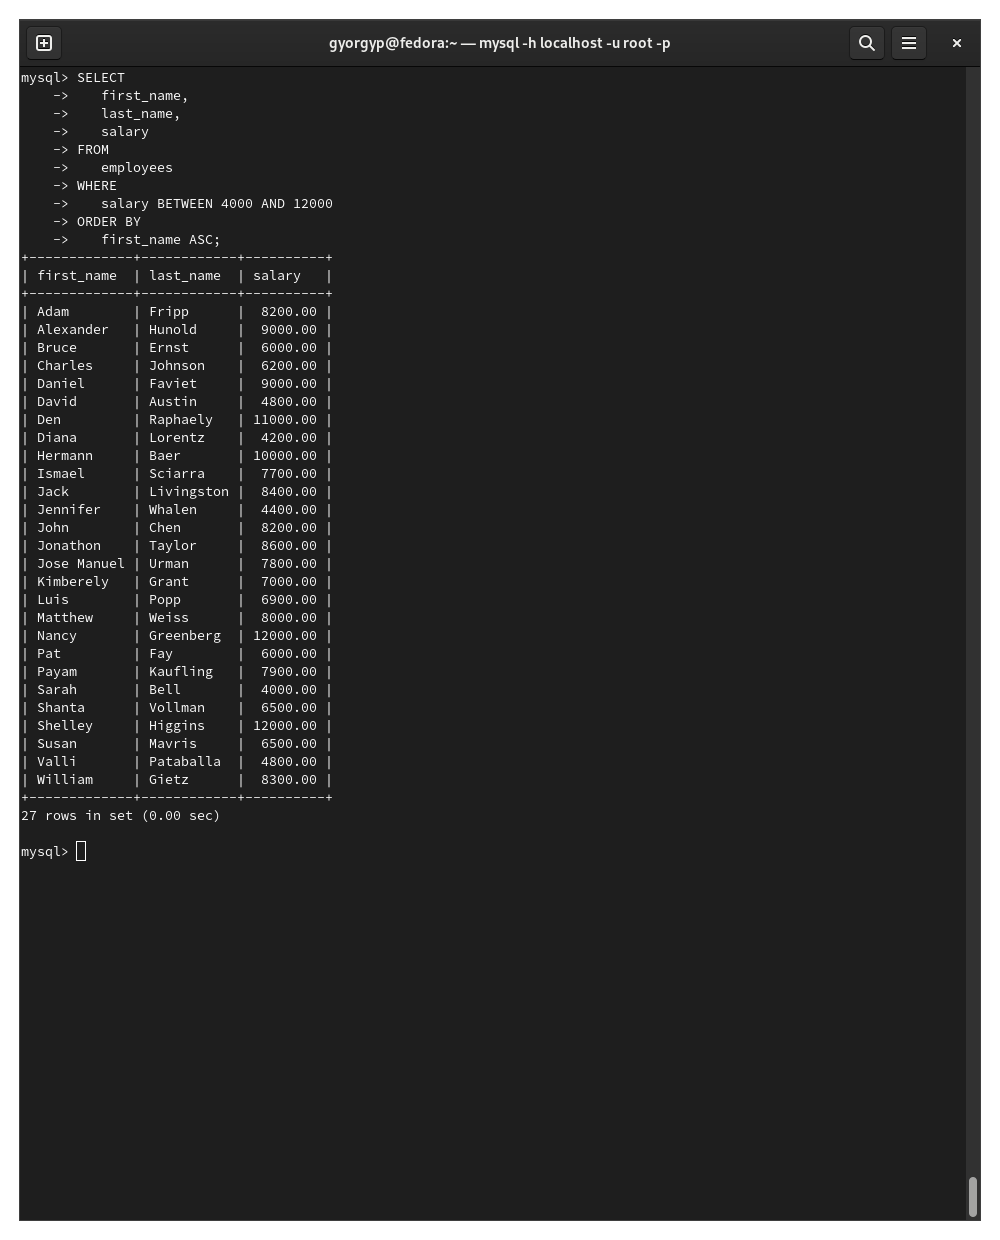 gyorgyp@fedora:~ — mysql -h localhost -u root -p
mysql> SELECT
    ->    first_name,
    ->    last_name,
    ->    salary
    -> FROM
    ->    employees
    -> WHERE
    ->    salary BETWEEN 4000 AND 12000
    -> ORDER BY
    ->    first_name ASC;
+-------------+------------+----------+
| first_name  | last_name  | salary   |
+-------------+------------+----------+
| Adam        | Fripp      |  8200.00 |
| Alexander   | Hunold     |  9000.00 |
| Bruce       | Ernst      |  6000.00 |
| Charles     | Johnson    |  6200.00 |
| Daniel      | Faviet     |  9000.00 |
| David       | Austin     |  4800.00 |
| Den         | Raphaely   | 11000.00 |
| Diana       | Lorentz    |  4200.00 |
| Hermann     | Baer       | 10000.00 |
| Ismael      | Sciarra    |  7700.00 |
| Jack        | Livingston |  8400.00 |
| Jennifer    | Whalen     |  4400.00 |
| John        | Chen       |  8200.00 |
| Jonathon    | Taylor     |  8600.00 |
| Jose Manuel | Urman      |  7800.00 |
| Kimberely   | Grant      |  7000.00 |
| Luis        | Popp       |  6900.00 |
| Matthew     | Weiss      |  8000.00 |
| Nancy       | Greenberg  | 12000.00 |
| Pat         | Fay        |  6000.00 |
| Payam       | Kaufling   |  7900.00 |
| Sarah       | Bell       |  4000.00 |
| Shanta      | Vollman    |  6500.00 |
| Shelley     | Higgins    | 12000.00 |
| Susan       | Mavris     |  6500.00 |
| Valli       | Pataballa  |  4800.00 |
| William     | Gietz      |  8300.00 |
+-------------+------------+----------+
27 rows in set (0.00 sec)
mysql>